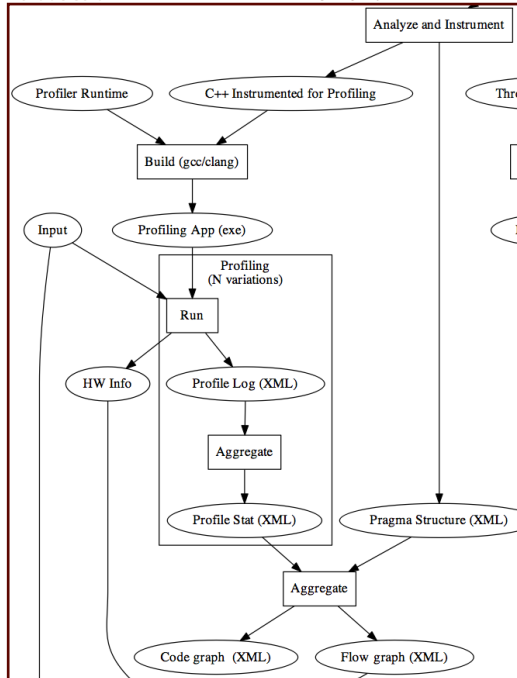 Analyze and Instrument
Profiler Runtime
C++ Instrumented for Profiling
Thr
Build (gcc/clang)
Input
Profiling App (exe)
Profiling
(N variations)
Run
HW Info
Profile Log (XML)
Aggregate
Profile Stat (XML)
Pragma Structure (XML)
Aggregate
Code graph (XML)
Flow graph (XML)